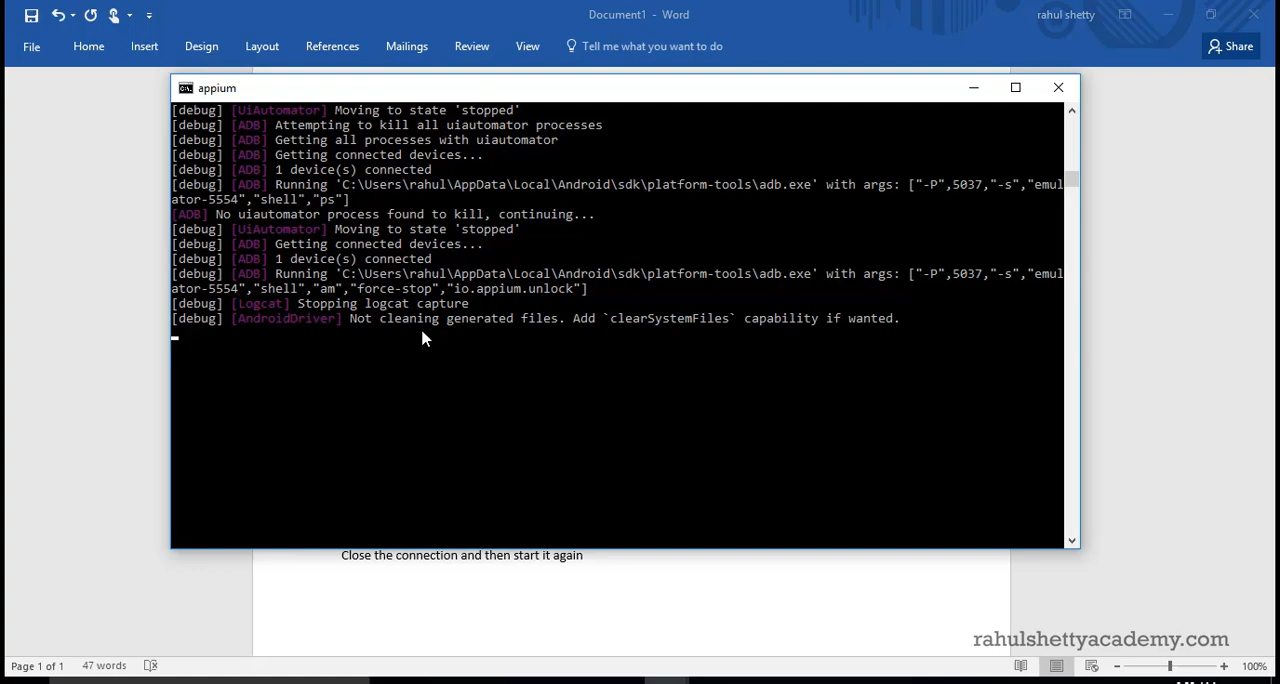 Document1 - Word
rahul shetty
File Home Insert Design Layout References Mailings Review View Tell me what you want to do
Share
appium
[debug] [UiAutomator] Moving to state 'stopped'
[debug] [ADB] Attempting to kill all uiautomator processes
[debug] [ADB] Getting all processes with uiautomator
[debug] [ADB] Getting connected devices...
[debug] [ADB] 1 device(s) connected
[debug] [ADB] Running 'C:\Users\rahul\AppData\Local\Android\sdk\platform-tools\adb.exe' with args: ["-P",5037,"-s","emul
ator-5554","shell","ps"]
[ADB] No uiautomator process found to kill, continuing...
[debug] [UiAutomator] Moving to state 'stopped'
[debug] [ADB] Getting connected devices...
[debug] [ADB] 1 device(s) connected
[debug] [ADB] Running 'C:\Users\rahul\AppData\Local\Android\sdk\platform-tools\adb.exe' with args: ["-P",5037,"-s","emul
ator-5554","shell","am","force-stop","io.appium.unlock"]
[debug] [Logcat] Stopping logcat capture
[debug] [AndroidDriver] Not cleaning generated files. Add `clearSystemFiles` capability if wanted.
Close the connection and then start it again
rahulshettyacademy.com
Page 1 of 1 47 words
100%